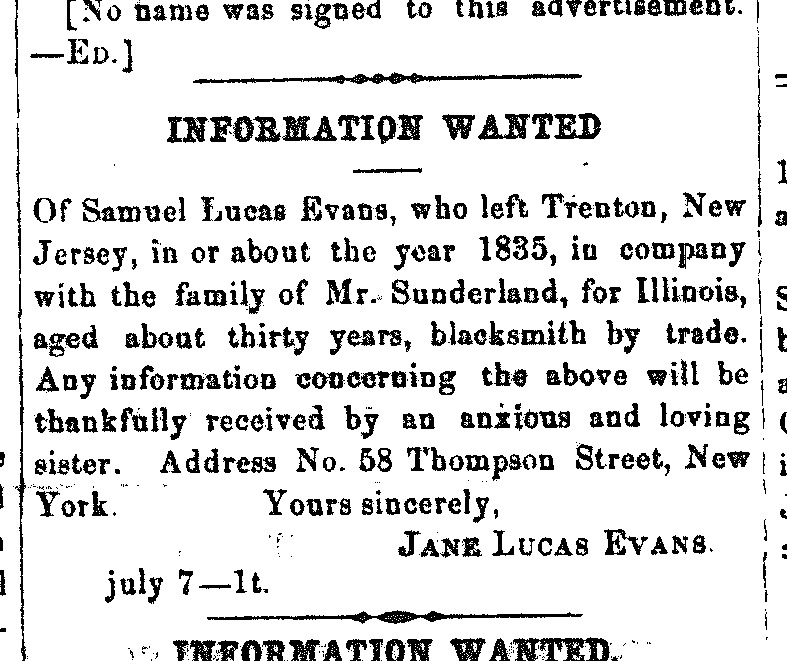 [No name was signed to this advertisement.
—ED.]
INFORMATION WANTED
Of Samuel Lucas Evans, who left Trenton, New
Jersey, in or about the year 1835, in company
with the family of Mr. Sunderland, for Illinois,
aged about thirty years, blacksmith by trade.
Any information concerning the above will be
thankfully received by an anxious and loving
sister. Address No. 58 Thompson Street, New
York. Yours sincerely,
JANE LUCAS EVANS.
july 7—1t.
INFORMATION WANTED.